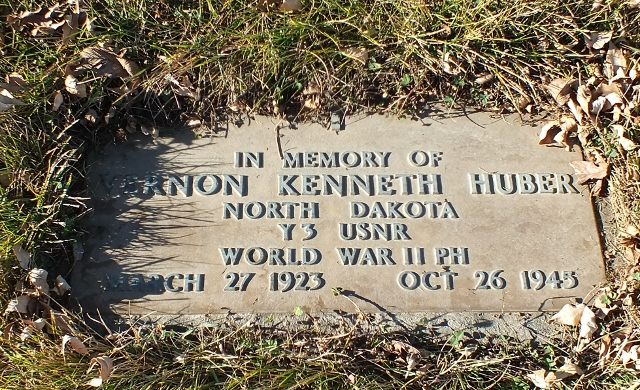 IN MEMORY OF
VERNON KENNETH HUBER
NORTH DAKOTA
Y3 USNR
WORLD WAR II PH
MARCH 27 1923 OCT 26 1945